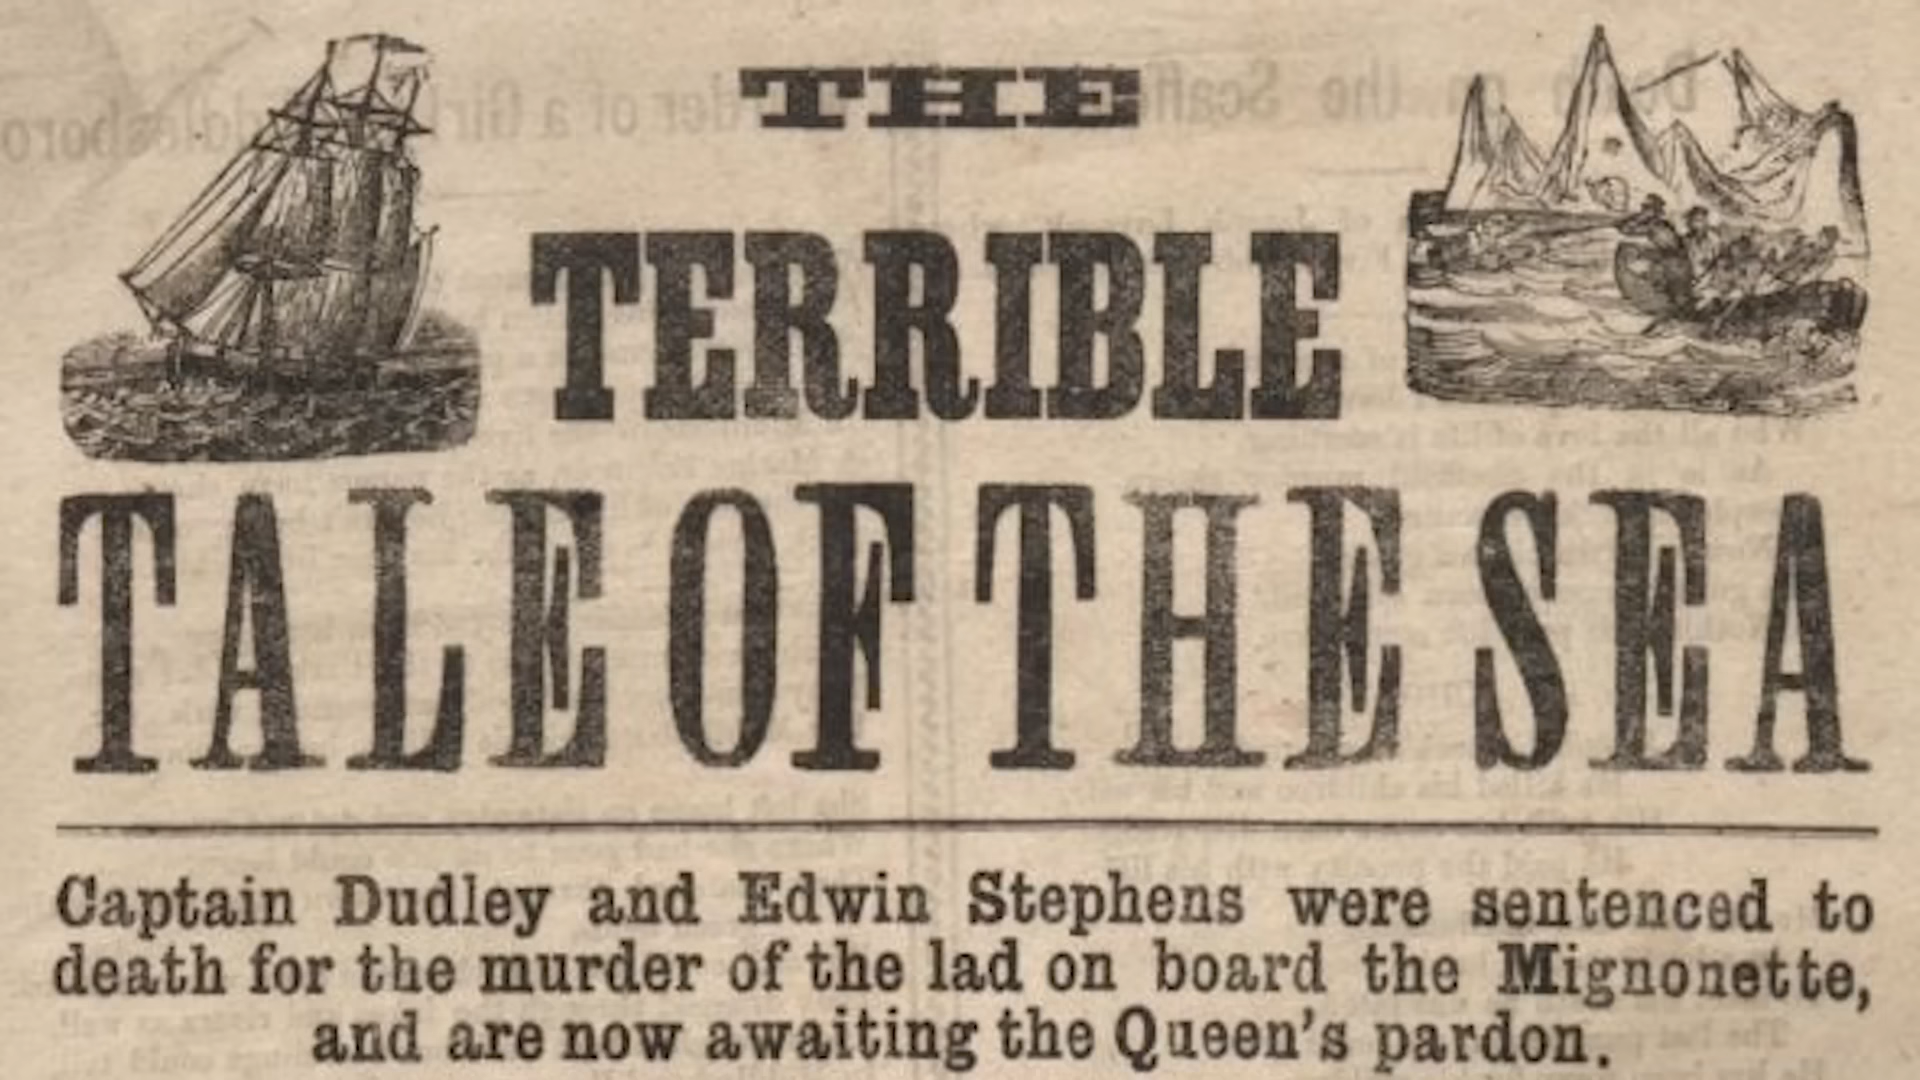 THE
TERRIBLE
TALE OF THE SEA
Captain Dudley and Edwin Stephens were sentenced to
death for the murder of the lad on board the Mignonette,
and are now awaiting the Queen's pardon.